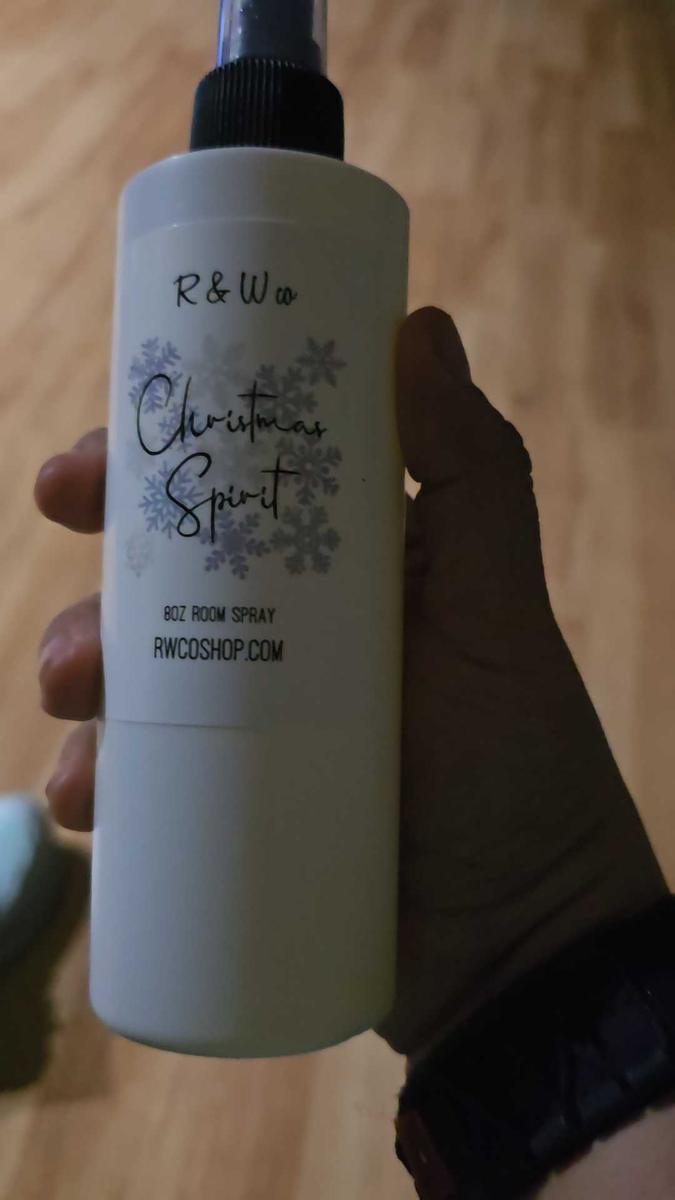 R & W co
Christmas
Spirit
8OZ ROOM SPRAY
RWCOSHOP.COM